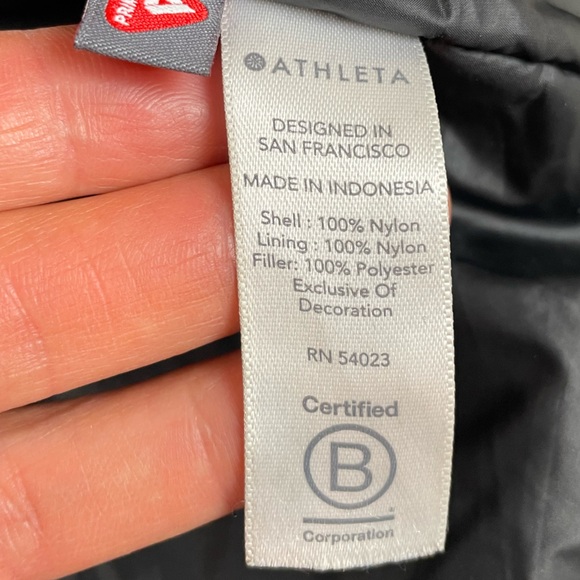 PRIM
ATHLETA
DESIGNED IN
SAN FRANCISCO
MADE IN INDONESIA
Shell : 100% Nylon
Lining : 100% Nylon
Filler: 100% Polyester
Exclusive Of
Decoration
RN 54023
Certified
B
Corporation